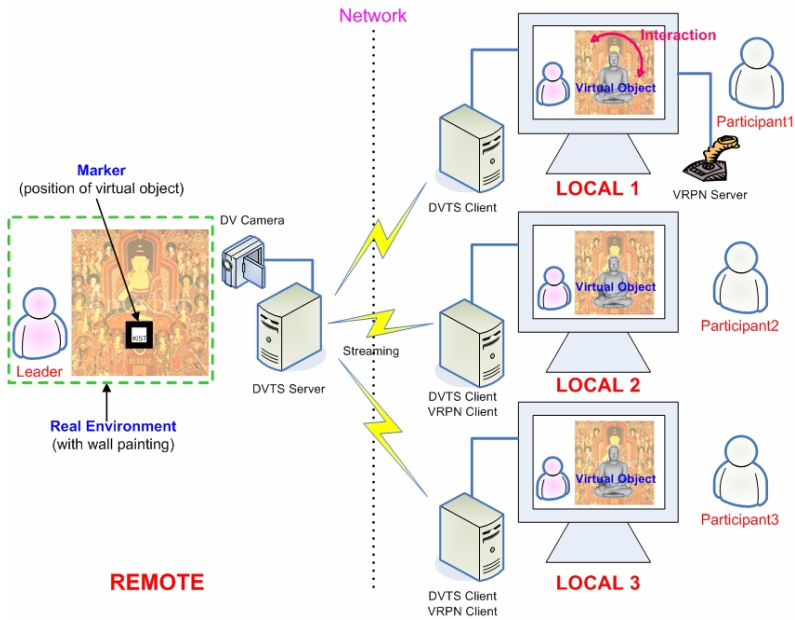 Network
Interaction
Virtual Object
Participant1
Marker
(position of virtual object)
DV Camera
DVTS Client
LOCAL 1
VRPN Server
KIST
Leader
DVTS Server
Streaming
Virtual Object
Participant2
DVTS Client
VRPN Client
LOCAL 2
Real Environment
(with wall painting)
Virtual Object
Participant3
REMOTE
LOCAL 3
DVTS Client
VRPN Client